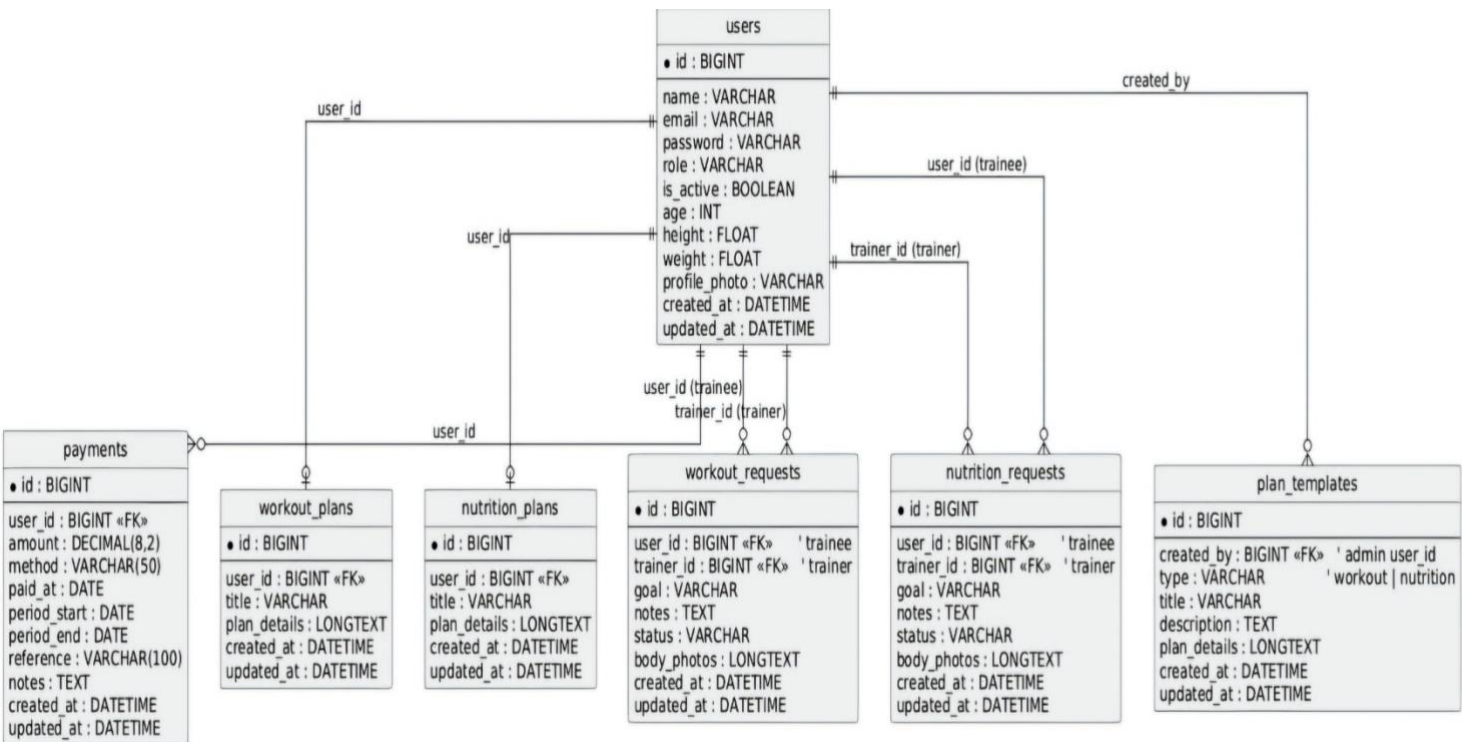 users
• id : BIGINT
name : VARCHAR
email : VARCHAR
password : VARCHAR
role : VARCHAR
is_active : BOOLEAN
age : INT
height : FLOAT
weight : FLOAT
profile_photo : VARCHAR
created_at : DATETIME
updated_at : DATETIME
created_by
user_id
user_id (trainee)
user_id
trainer_id (trainer)
user_id (trainee)
trainer_id (trainer)
user_id
payments
• id : BIGINT
user_id : BIGINT «FK»
amount : DECIMAL(8,2)
method : VARCHAR(50)
paid_at : DATE
period_start : DATE
period_end : DATE
reference : VARCHAR(100)
notes : TEXT
created_at : DATETIME
updated_at : DATETIME
workout_plans
• id : BIGINT
user_id : BIGINT «FK»
title : VARCHAR
plan_details : LONGTEXT
created_at : DATETIME
updated_at : DATETIME
nutrition_plans
• id : BIGINT
user_id : BIGINT «FK»
title : VARCHAR
plan_details : LONGTEXT
created_at : DATETIME
updated_at : DATETIME
workout_requests
• id : BIGINT
user_id : BIGINT «FK» ' trainee
trainer_id : BIGINT «FK» ' trainer
goal : VARCHAR
notes : TEXT
status : VARCHAR
body_photos : LONGTEXT
created_at : DATETIME
updated_at : DATETIME
nutrition_requests
• id : BIGINT
user_id : BIGINT «FK» ' trainee
trainer_id : BIGINT «FK» ' trainer
goal : VARCHAR
notes : TEXT
status : VARCHAR
body_photos : LONGTEXT
created_at : DATETIME
updated_at : DATETIME
plan_templates
• id : BIGINT
created_by : BIGINT «FK» ' admin user_id
type : VARCHAR ' workout | nutrition
title : VARCHAR
description : TEXT
plan_details : LONGTEXT
created_at : DATETIME
updated_at : DATETIME